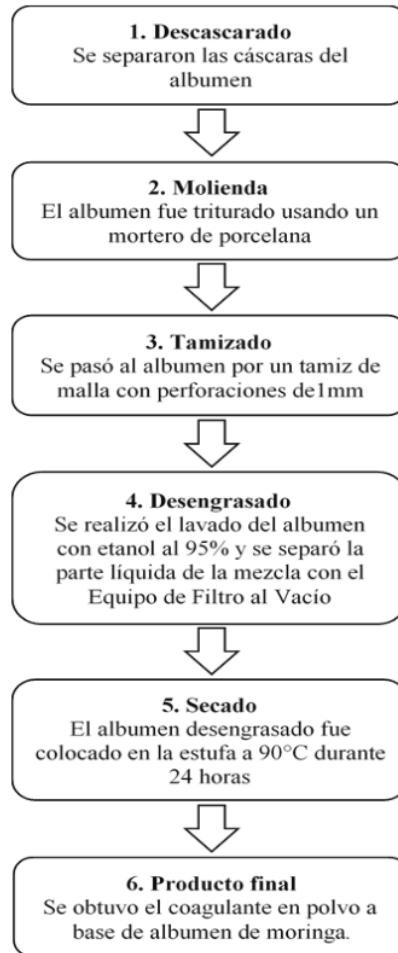 1. Descascarado
Se separaron las cáscaras del
albumen
2. Molienda
El albumen fue triturado usando un
mortero de porcelana
3. Tamizado
Se pasó al albumen por un tamiz de
malla con perforaciones de1mm
4. Desengrasado
Se realizó el lavado del albumen
con etanol al 95% y se separó la
parte líquida de la mezcla con el
Equipo de Filtro al Vacío
5. Secado
El albumen desengrasado fue
colocado en la estufa a 90°C durante
24 horas
6. Producto final
Se obtuvo el coagulante en polvo a
base de albumen de moringa.